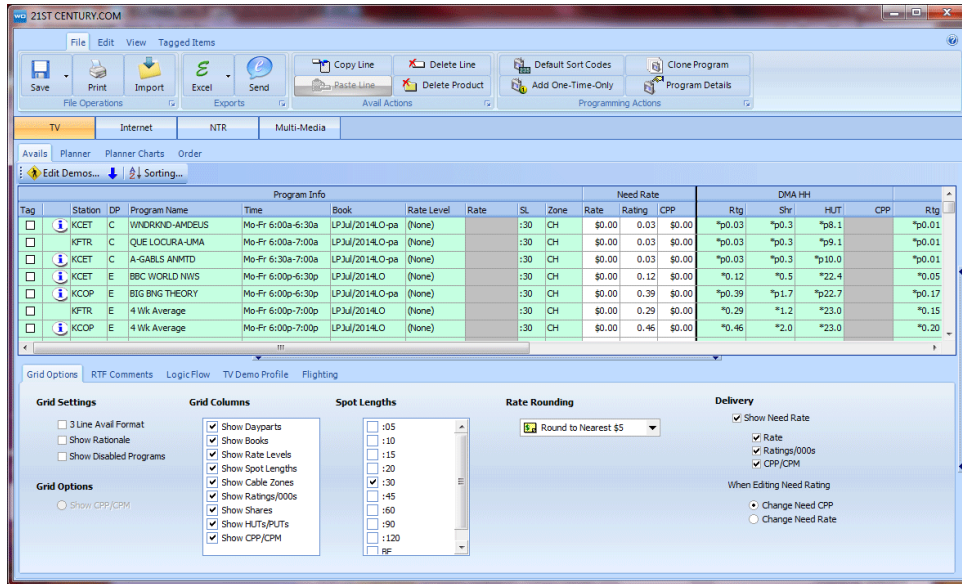 WO 21ST CENTURY.COM
File Edit View Tagged Items
Save Print Import Excel Send Copy Line Delete Line Default Sort Codes Clone Program
Paste Line Delete Product Add One-Time-Only Program Details
File Operations Exports Avail Actions Programming Actions
TV Internet NTR Multi-Media
Avails Planner Planner Charts Order
Edit Demos... Sorting...
Program Info Need Rate DMA HH
Tag Station DP Program Name Time Book Rate Level Rate SL Zone Rate Rating CPP Rtg Shr HUT CPP Rtg
KCET C WNDRKND-AMDEUS Mo-Fr 6:00a-6:30a LPJul/2014LO-pa (None) :30 CH $0.00 0.03 $0.00 *p0.03 *p0.3 *p8.1 *p0.01
KFTR C QUE LOCURA-UMA Mo-Fr 6:00a-7:00a LPJul/2014LO-pa (None) :30 CH $0.00 0.03 $0.00 *p0.03 *p0.3 *p9.1 *p0.01
KCET C A-GABLS ANMTD Mo-Fr 6:30a-7:00a LPJul/2014LO-pa (None) :30 CH $0.00 0.03 $0.00 *p0.03 *p0.3 *p10.0 *p0.01
KCET E BBC WORLD NWS Mo-Fr 6:00p-6:30p LPJul/2014LO (None) :30 CH $0.00 0.12 $0.00 *0.12 *0.5 *22.4 *0.05
KCOP E BIG BNG THEORY Mo-Fr 6:00p-6:30p LPJul/2014LO-pa (None) :30 CH $0.00 0.39 $0.00 *p0.39 *p1.7 *p22.7 *p0.17
KFTR E 4 Wk Average Mo-Fr 6:00p-7:00p LPJul/2014LO (None) :30 CH $0.00 0.29 $0.00 *0.29 *1.2 *23.0 *0.15
KCOP E 4 Wk Average Mo-Fr 6:00p-7:00p LPJul/2014LO (None) :30 CH $0.00 0.46 $0.00 *0.46 *2.0 *23.0 *0.20
Grid Options RTF Comments Logic Flow TV Demo Profile Flighting
Grid Settings
3 Line Avail Format
Show Rationale
Show Disabled Programs
Grid Options
Show CPP/CPM
Grid Columns
Show Dayparts
Show Books
Show Rate Levels
Show Spot Lengths
Show Cable Zones
Show Ratings/000s
Show Shares
Show HUTs/PUTs
Show CPP/CPM
Spot Lengths
:05
:10
:15
:20
:30
:45
:60
:90
:120
Rate Rounding
Round to Nearest $5
Delivery
Show Need Rate
Rate
Ratings/000s
CPP/CPM
When Editing Need Rating
Change Need CPP
Change Need Rate